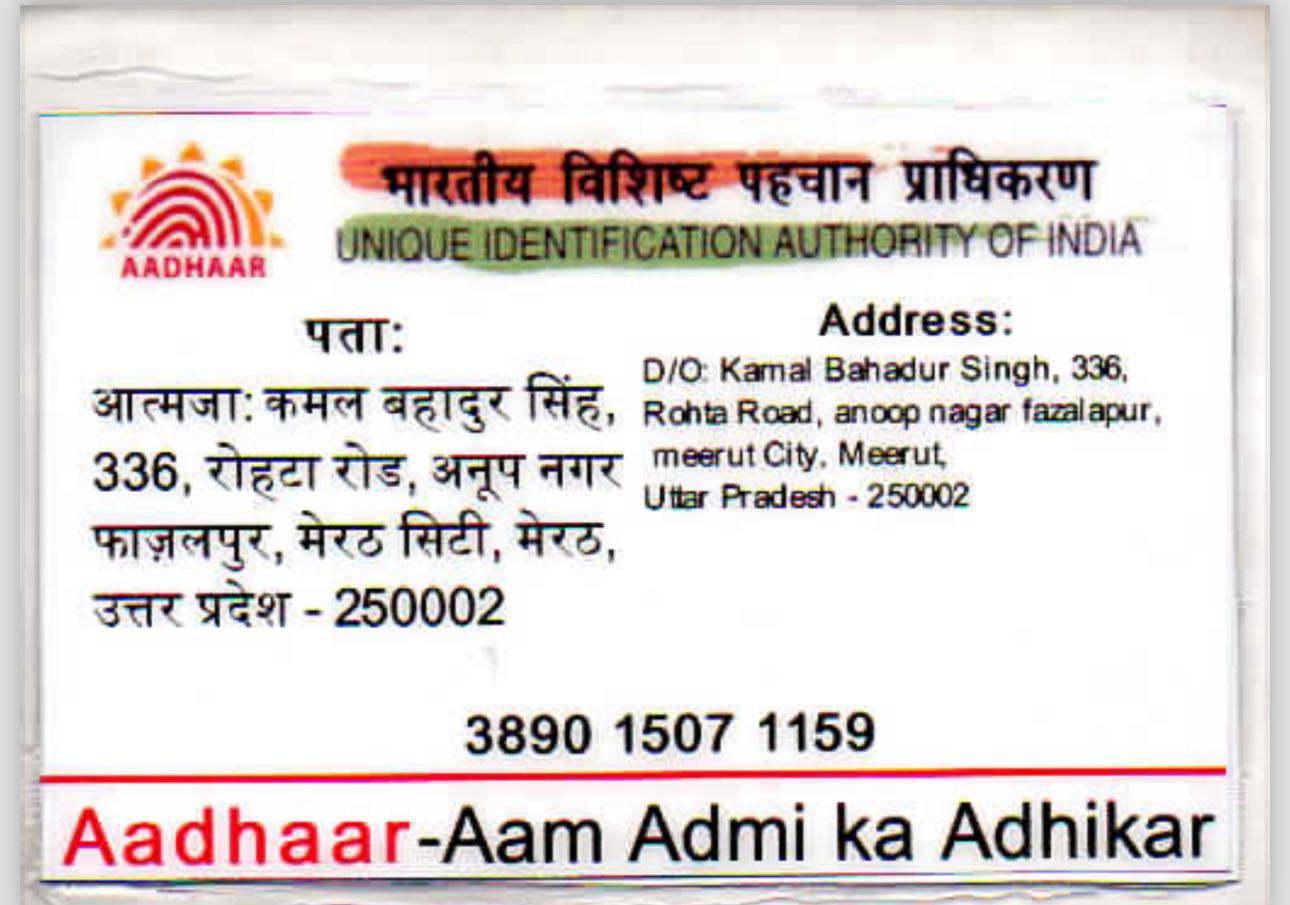 भारतीय विशिष्ट पहचान प्राधिकरण
UNIQUE IDENTIFICATION AUTHORITY OF INDIA
AADHAAR
पता:
आत्मजा: कमल बहादुर सिंह,
336, रोहटा रोड, अनूप नगर
फाज़लपुर, मेरठ सिटी, मेरठ,
उत्तर प्रदेश - 250002
Address:
D/O: Kamal Bahadur Singh, 336,
Rohta Road, anoop nagar fazalapur,
meerut City, Meerut,
Uttar Pradesh - 250002
3890 1507 1159
Aadhaar-Aam Admi ka Adhikar